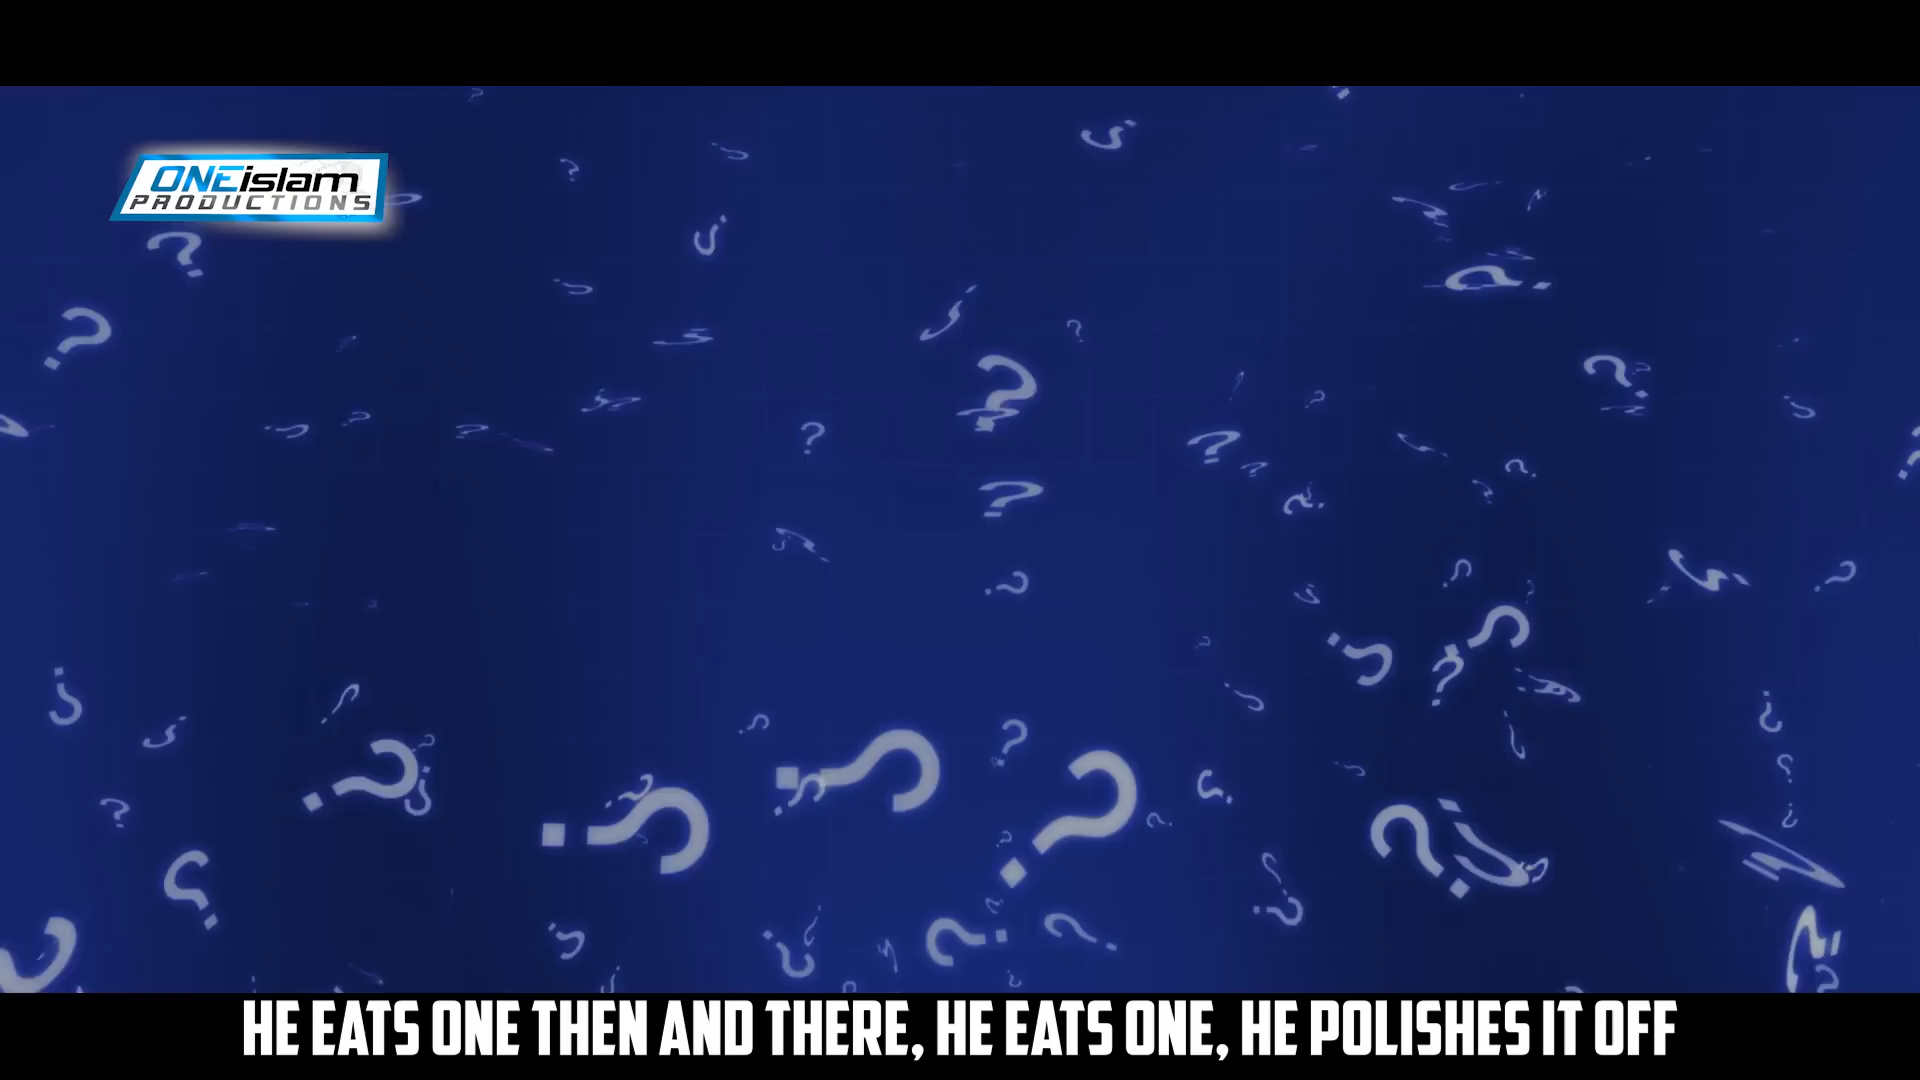 ONEislam
PRODUCTIONS
HE EATS ONE THEN AND THERE, HE EATS ONE, HE POLISHES IT OFF